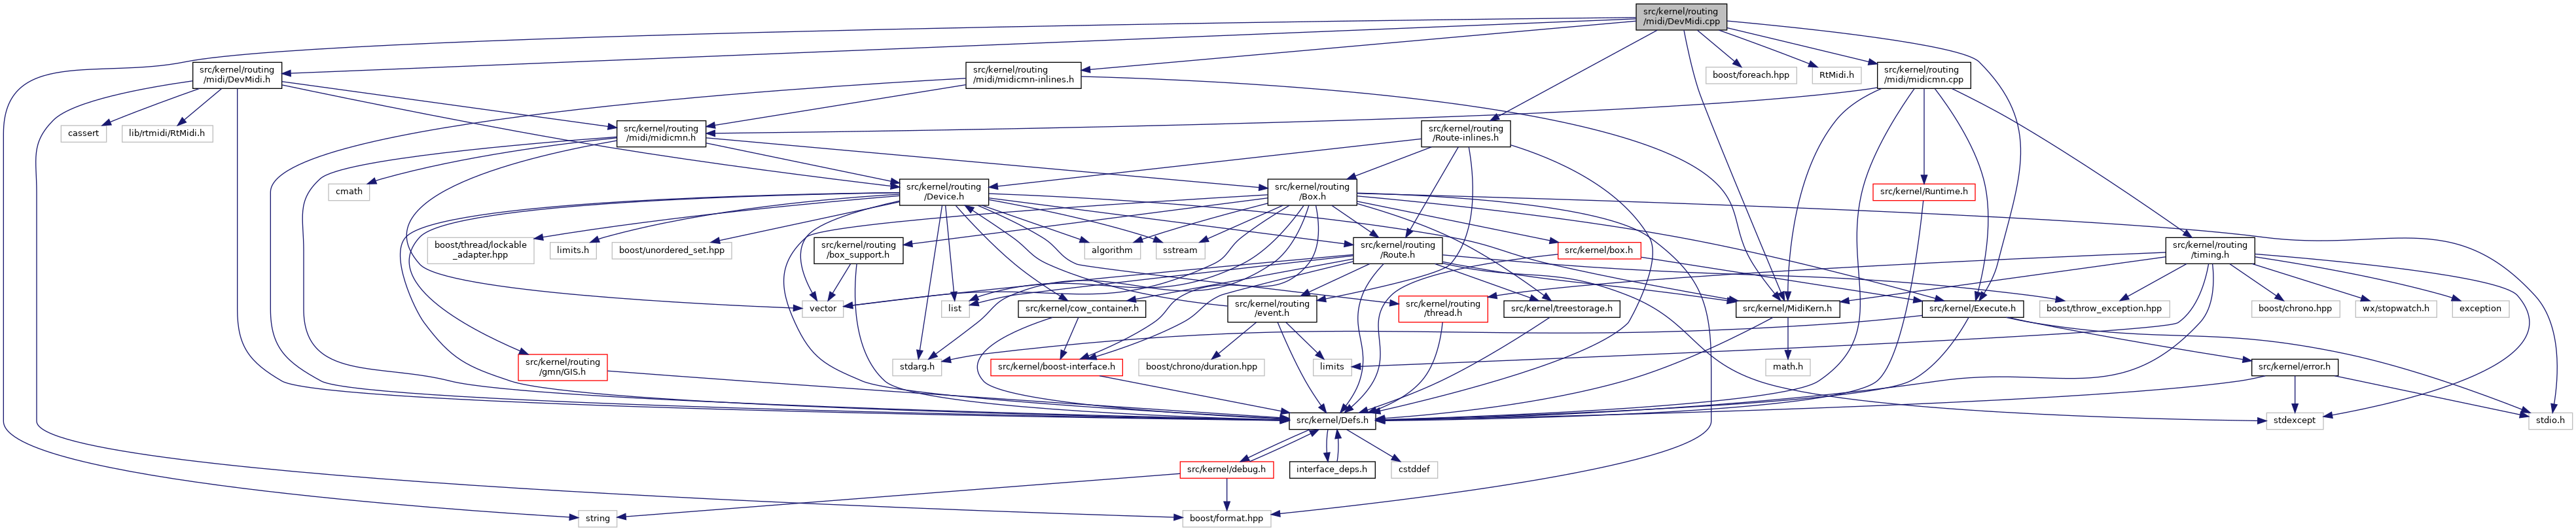 src/kernel/routing
/midi/DevMidi.cpp
src/kernel/routing
/midi/DevMidi.h
src/kernel/routing
/midi/midicmn-inlines.h
boost/foreach.hpp
RtMidi.h
src/kernel/routing
/midi/midicmn.cpp
cassert
lib/rtmidi/RtMidi.h
src/kernel/routing
/midi/midicmn.h
src/kernel/routing
/Route-inlines.h
cmath
src/kernel/routing
/Device.h
src/kernel/routing
/Box.h
src/kernel/Runtime.h
boost/thread/lockable
_adapter.hpp
limits.h
boost/unordered_set.hpp
src/kernel/routing
/box_support.h
algorithm
sstream
src/kernel/routing
/Route.h
src/kernel/box.h
src/kernel/routing
/timing.h
vector
list
src/kernel/cow_container.h
src/kernel/routing
/event.h
src/kernel/routing
/thread.h
src/kernel/treestorage.h
src/kernel/MidiKern.h
src/kernel/Execute.h
boost/throw_exception.hpp
boost/chrono.hpp
wx/stopwatch.h
exception
src/kernel/routing
/gmn/GIS.h
stdarg.h
src/kernel/boost-interface.h
boost/chrono/duration.hpp
limits
math.h
src/kernel/error.h
src/kernel/Defs.h
stdexcept
stdio.h
src/kernel/debug.h
interface_deps.h
cstddef
string
boost/format.hpp